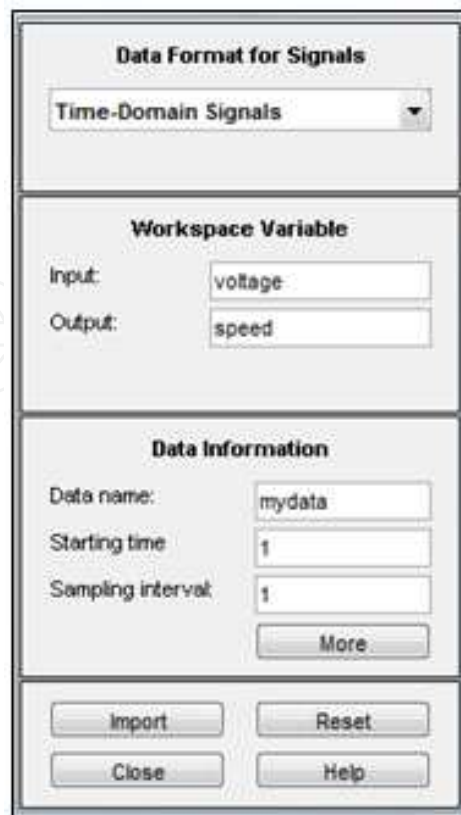 Data Format for Signals
Time-Domain Signals
Workspace Variable
Input: voltage
Output: speed
Data Information
Data name: mydata
Starting time 1
Sampling interval: 1
More
Import Reset
Close Help